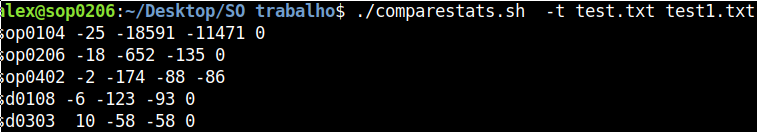 alex@sop0206:~/Desktop/SO trabalho$ ./comparestats.sh  -t test.txt test1.txt
sop0104 -25 -18591 -11471 0
sop0206 -18 -652 -135 0
sop0402 -2 -174 -88 -86
sd0108 -6 -123 -93 0
sd0303  10 -58 -58 0